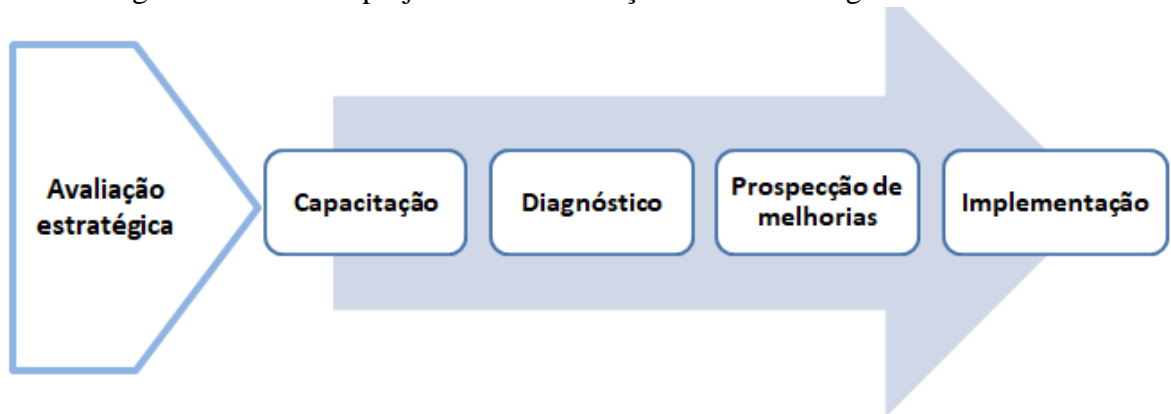 Avaliação
estratégica
Capacitação
Diagnóstico
Prospecção de
melhorias
Implementação